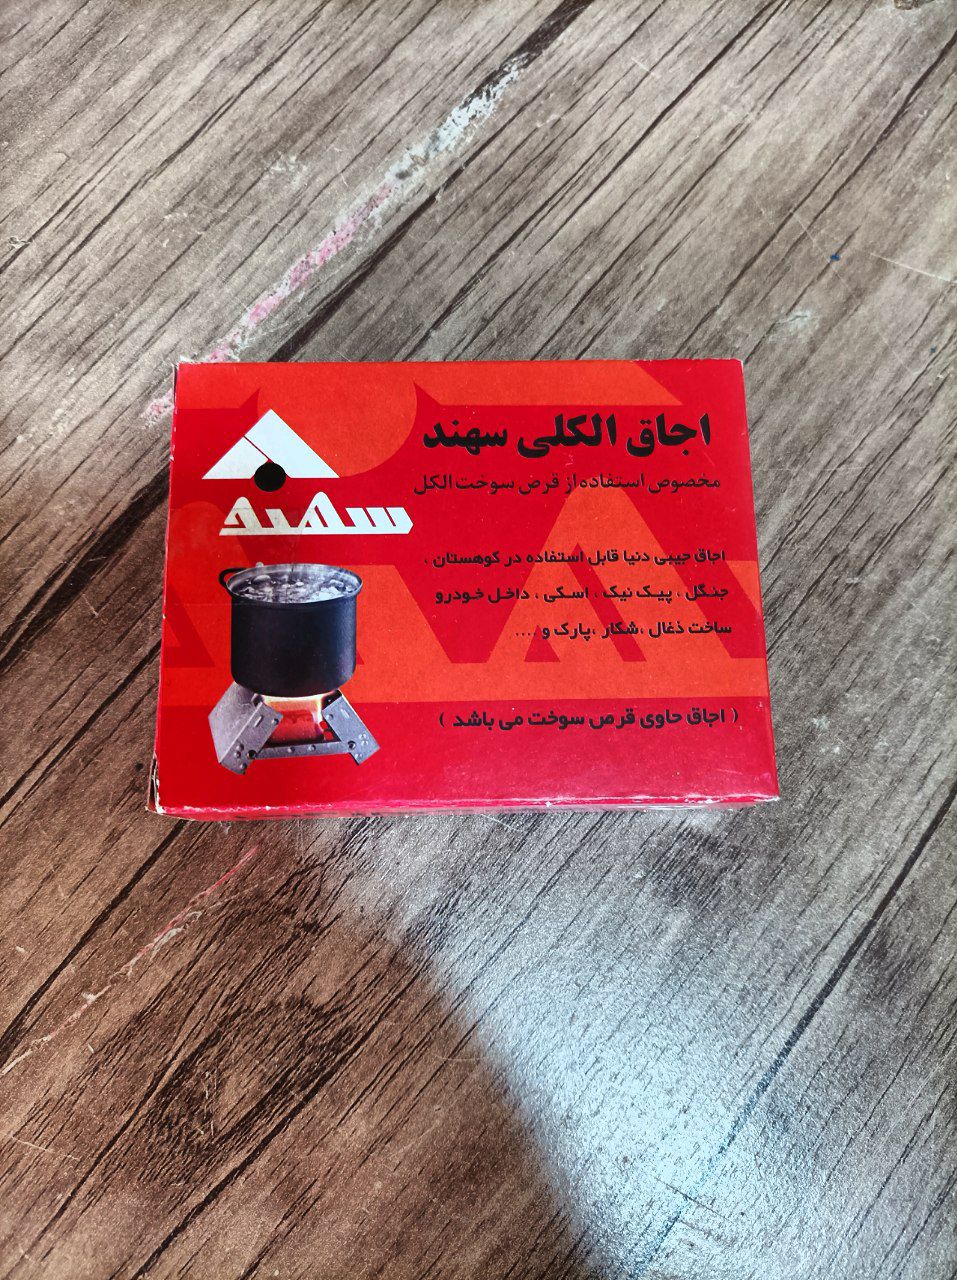 اجاق الکلی سهند
مخصوص استفاده از قرص سوخت الکل
سهند
اجاق جیبی دنیا قابل استفاده در کوهستان ،
جنگل ، پیک نیک ، اسکی ، داخل خودرو
ساخت ذغال ،شکار ،پارک و ....
( اجاق حاوی قرص سوخت می باشد )